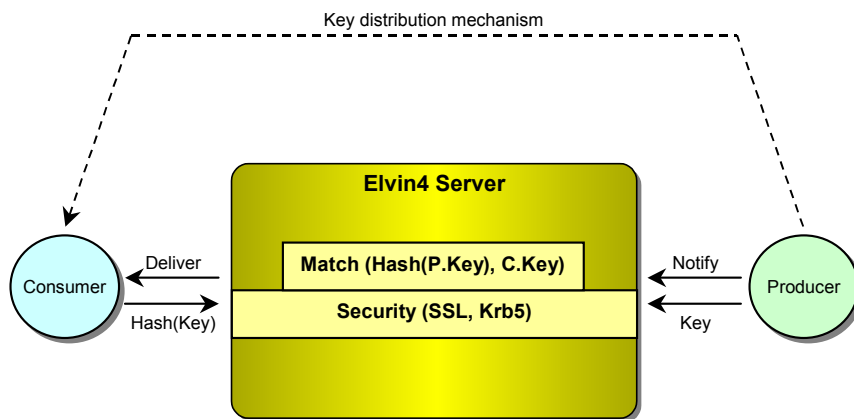 Key distribution mechanism
Elvin4 Server
Deliver
Match (Hash(P.Key), C.Key)
Notify
Consumer
Producer
Hash(Key)
Security (SSL, Krb5)
Key